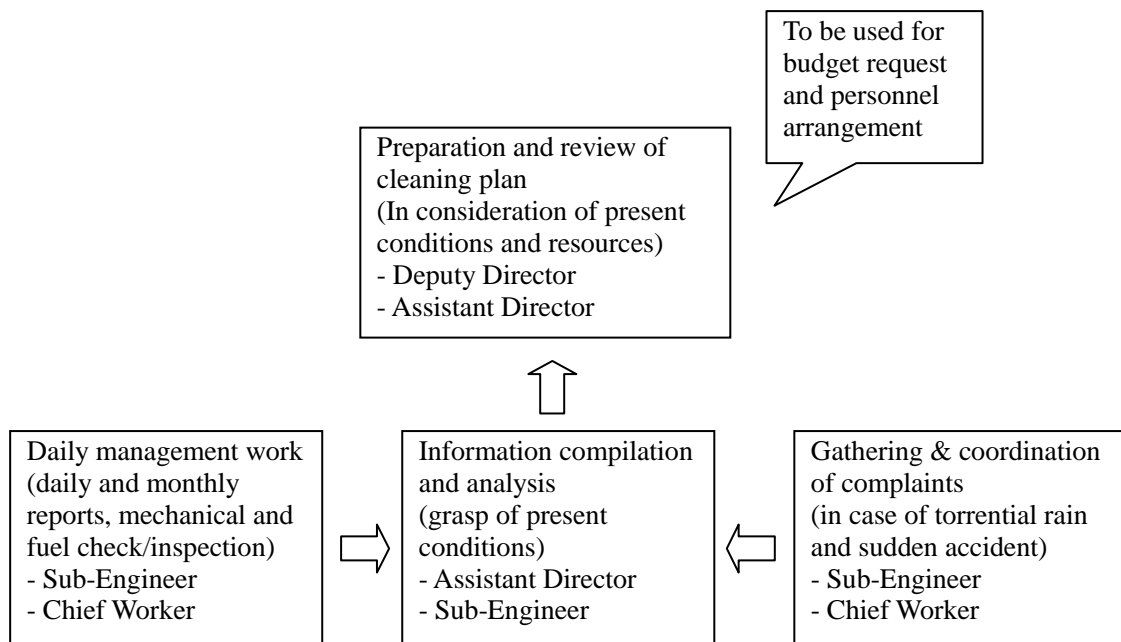 To be used for
budget request
and personnel
arrangement
Preparation and review of
cleaning plan
(In consideration of present
conditions and resources)
- Deputy Director
- Assistant Director
Daily management work
(daily and monthly
reports, mechanical and
fuel check/inspection)
- Sub-Engineer
- Chief Worker
Information compilation
and analysis
(grasp of present
conditions)
- Assistant Director
- Sub-Engineer
Gathering & coordination
of complaints
(in case of torrential rain
and sudden accident)
- Sub-Engineer
- Chief Worker